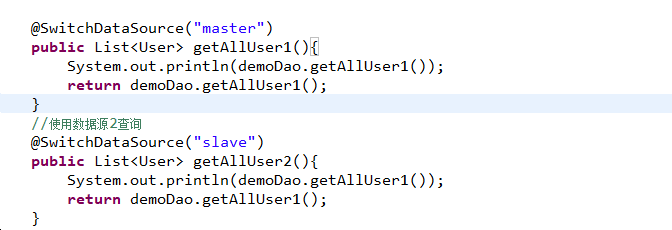 @SwitchDataSource("master")
public List<User> getAllUser1(){
    System.out.println(demoDao.getAllUser1());
    return demoDao.getAllUser1();
}
//使用数据源2查询
@SwitchDataSource("slave")
public List<User> getAllUser2(){
    System.out.println(demoDao.getAllUser1());
    return demoDao.getAllUser1();
}